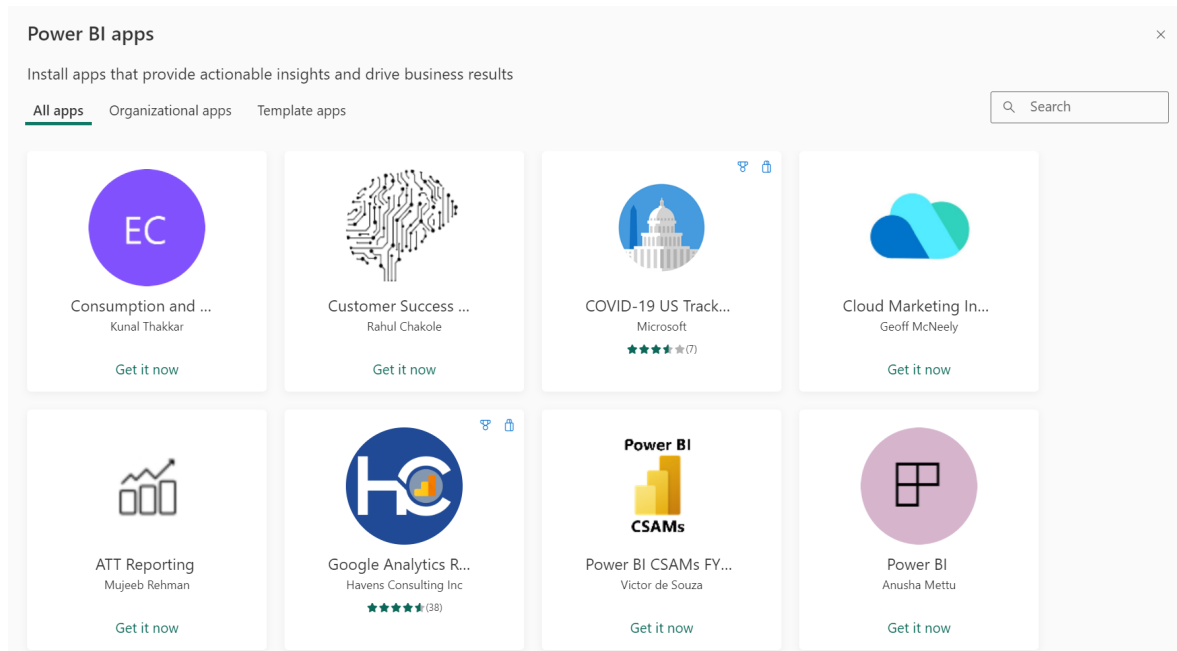 Power BI apps
Install apps that provide actionable insights and drive business results
All apps Organizational apps Template apps
Search
EC
Consumption and ...
Kunal Thakkar
Get it now
Customer Success ...
Rahul Chakole
Get it now
COVID-19 US Track...
Microsoft
(7)
Cloud Marketing In...
Geoff McNeely
Get it now
ATT Reporting
Mujeeb Rehman
Get it now
HC
Google Analytics R...
Havens Consulting Inc
(38)
Power BI
CSAMs
Power BI CSAMs FY...
Victor de Souza
Get it now
Power BI
Anusha Mettu
Get it now